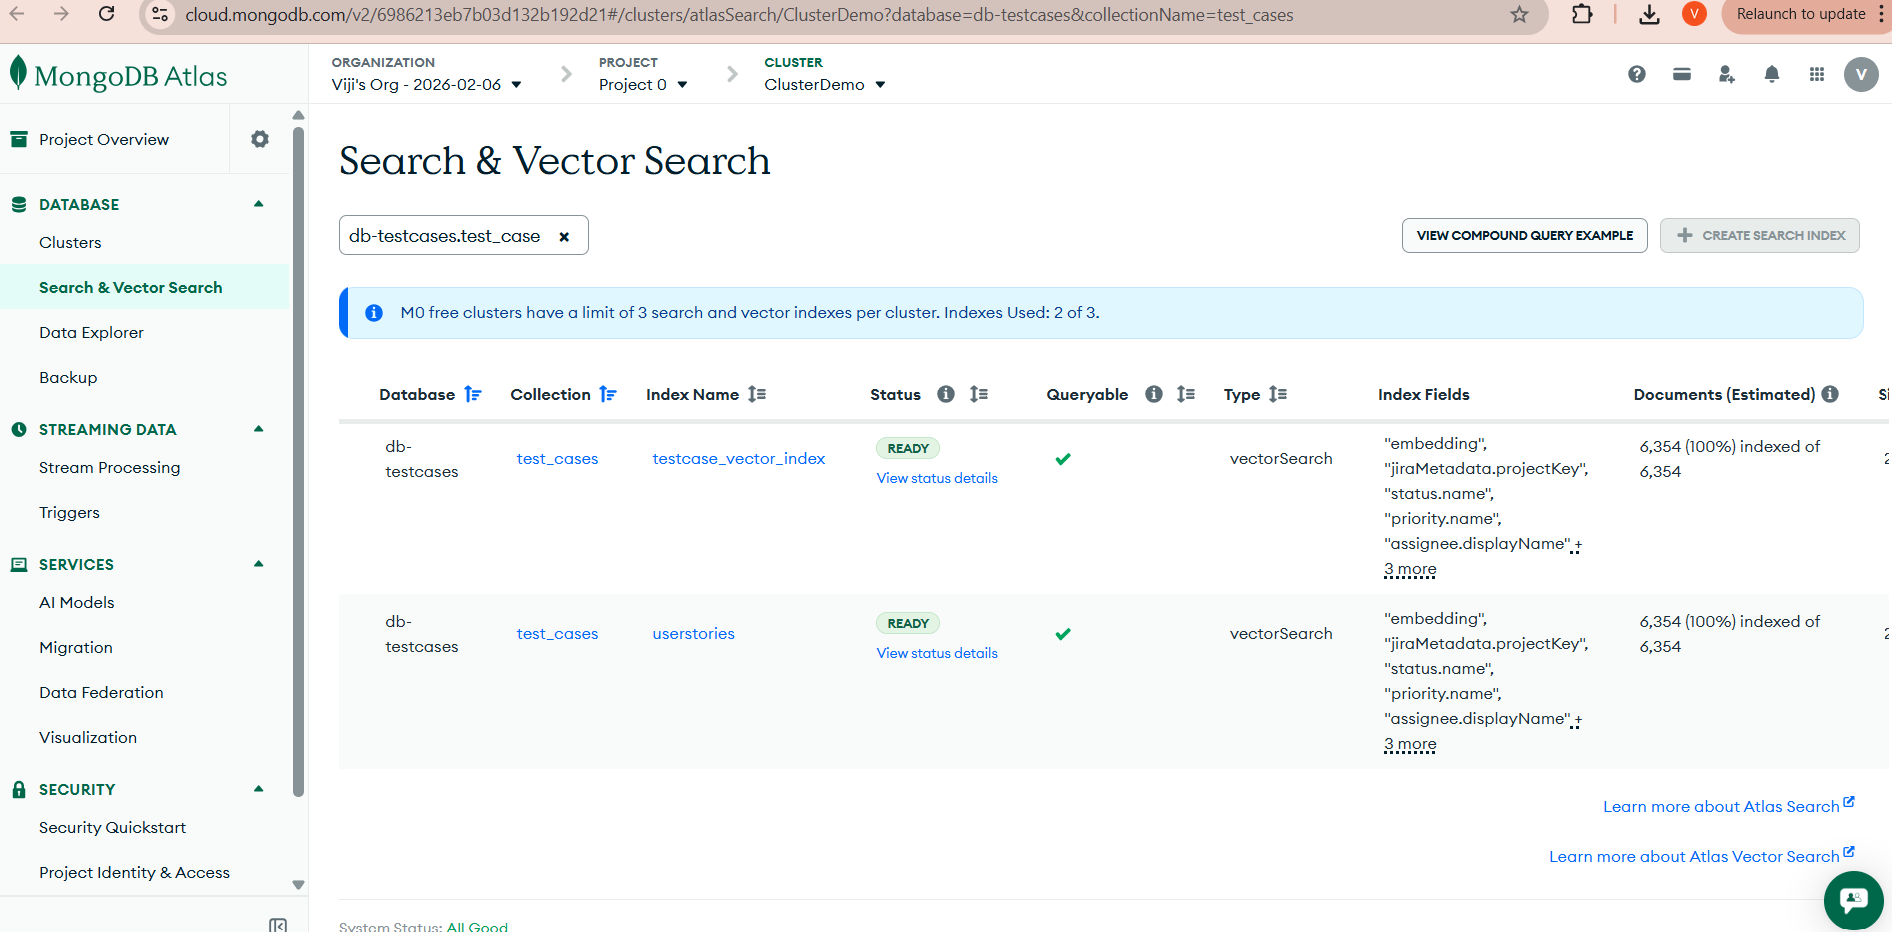 cloud.mongodb.com/v2/6986213eb7b03d132b192d21#/clusters/atlasSearch/ClusterDemo?database=db-testcases&collectionName=test_cases
V
Relaunch to update
MongoDB Atlas
ORGANIZATION
Viji's Org - 2026-02-06
PROJECT
Project 0
CLUSTER
ClusterDemo
V
Project Overview
DATABASE
Clusters
Search & Vector Search
Data Explorer
Backup
STREAMING DATA
Stream Processing
Triggers
SERVICES
AI Models
Migration
Data Federation
Visualization
SECURITY
Security Quickstart
Project Identity & Access
Search & Vector Search
db-testcases.test_case
VIEW COMPOUND QUERY EXAMPLE
CREATE SEARCH INDEX
M0 free clusters have a limit of 3 search and vector indexes per cluster. Indexes Used: 2 of 3.
Database Collection Index Name Status Queryable Type Index Fields Documents (Estimated)
db-
testcases
test_cases
testcase_vector_index
READY
View status details
vectorSearch
"embedding",
"jiraMetadata.projectKey",
"status.name",
"priority.name",
"assignee.displayName" +
3 more
6,354 (100%) indexed of
6,354
db-
testcases
test_cases
userstories
READY
View status details
vectorSearch
"embedding",
"jiraMetadata.projectKey",
"status.name",
"priority.name",
"assignee.displayName" +
3 more
6,354 (100%) indexed of
6,354
Learn more about Atlas Search
Learn more about Atlas Vector Search
System Status: All Good